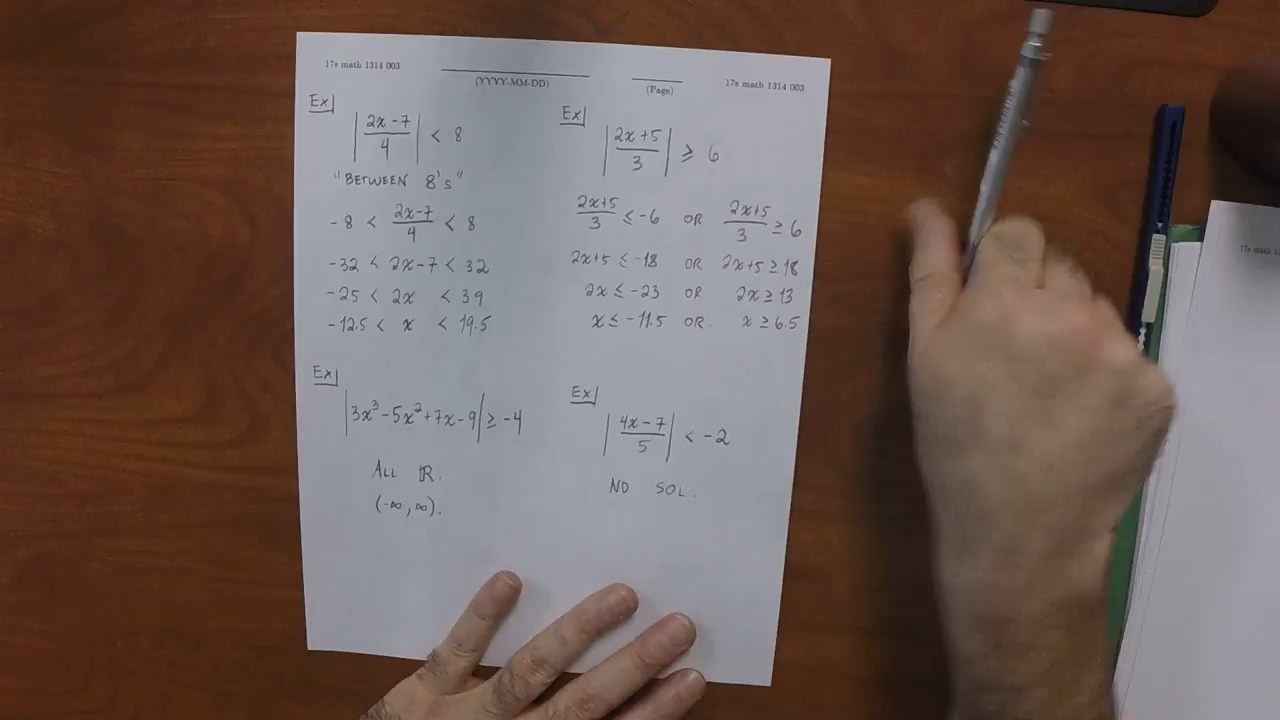 17s math 1314 003
(YYYY-MM-DD)
(Page)
17s math 1314 003
Ex
|(2x-7)/4| < 8
"BETWEEN 8's"
-8 < (2x-7)/4 < 8
-32 < 2x-7 < 32
-25 < 2x < 39
-12.5 < x < 19.5
Ex
|(2x+5)/3| ≥ 6
(2x+5)/3 ≤ -6 OR (2x+5)/3 ≥ 6
2x+5 ≤ -18 OR 2x+5 ≥ 18
2x ≤ -23 OR 2x ≥ 13
x ≤ -11.5 OR. x ≥ 6.5
Ex
|3x³-5x²+7x-9| ≥ -4
ALL ℝ.
(-∞,∞).
Ex
|(4x-7)/5| < -2
NO SOL.
17s math